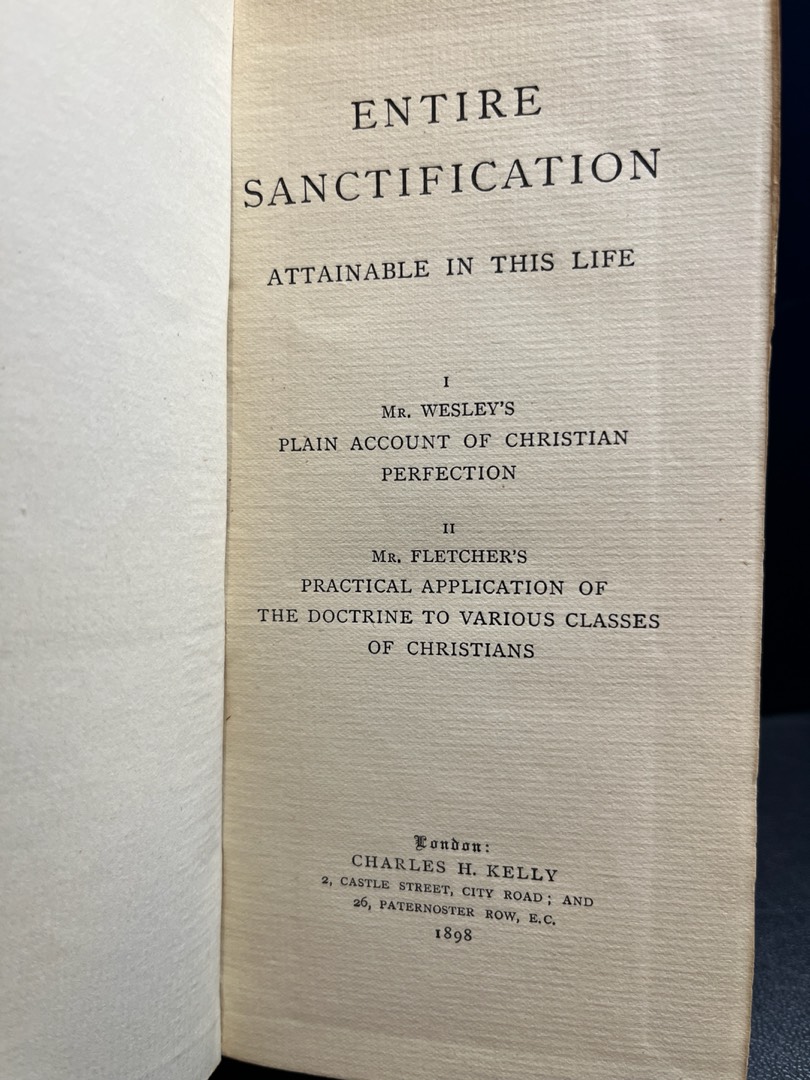 ENTIRE
SANCTIFICATION
ATTAINABLE IN THIS LIFE
I
MR. WESLEY'S
PLAIN ACCOUNT OF CHRISTIAN
PERFECTION
II
MR. FLETCHER'S
PRACTICAL APPLICATION OF
THE DOCTRINE TO VARIOUS CLASSES
OF CHRISTIANS
London:
CHARLES H. KELLY
2, CASTLE STREET, CITY ROAD; AND
26, PATERNOSTER ROW, E.C.
1898